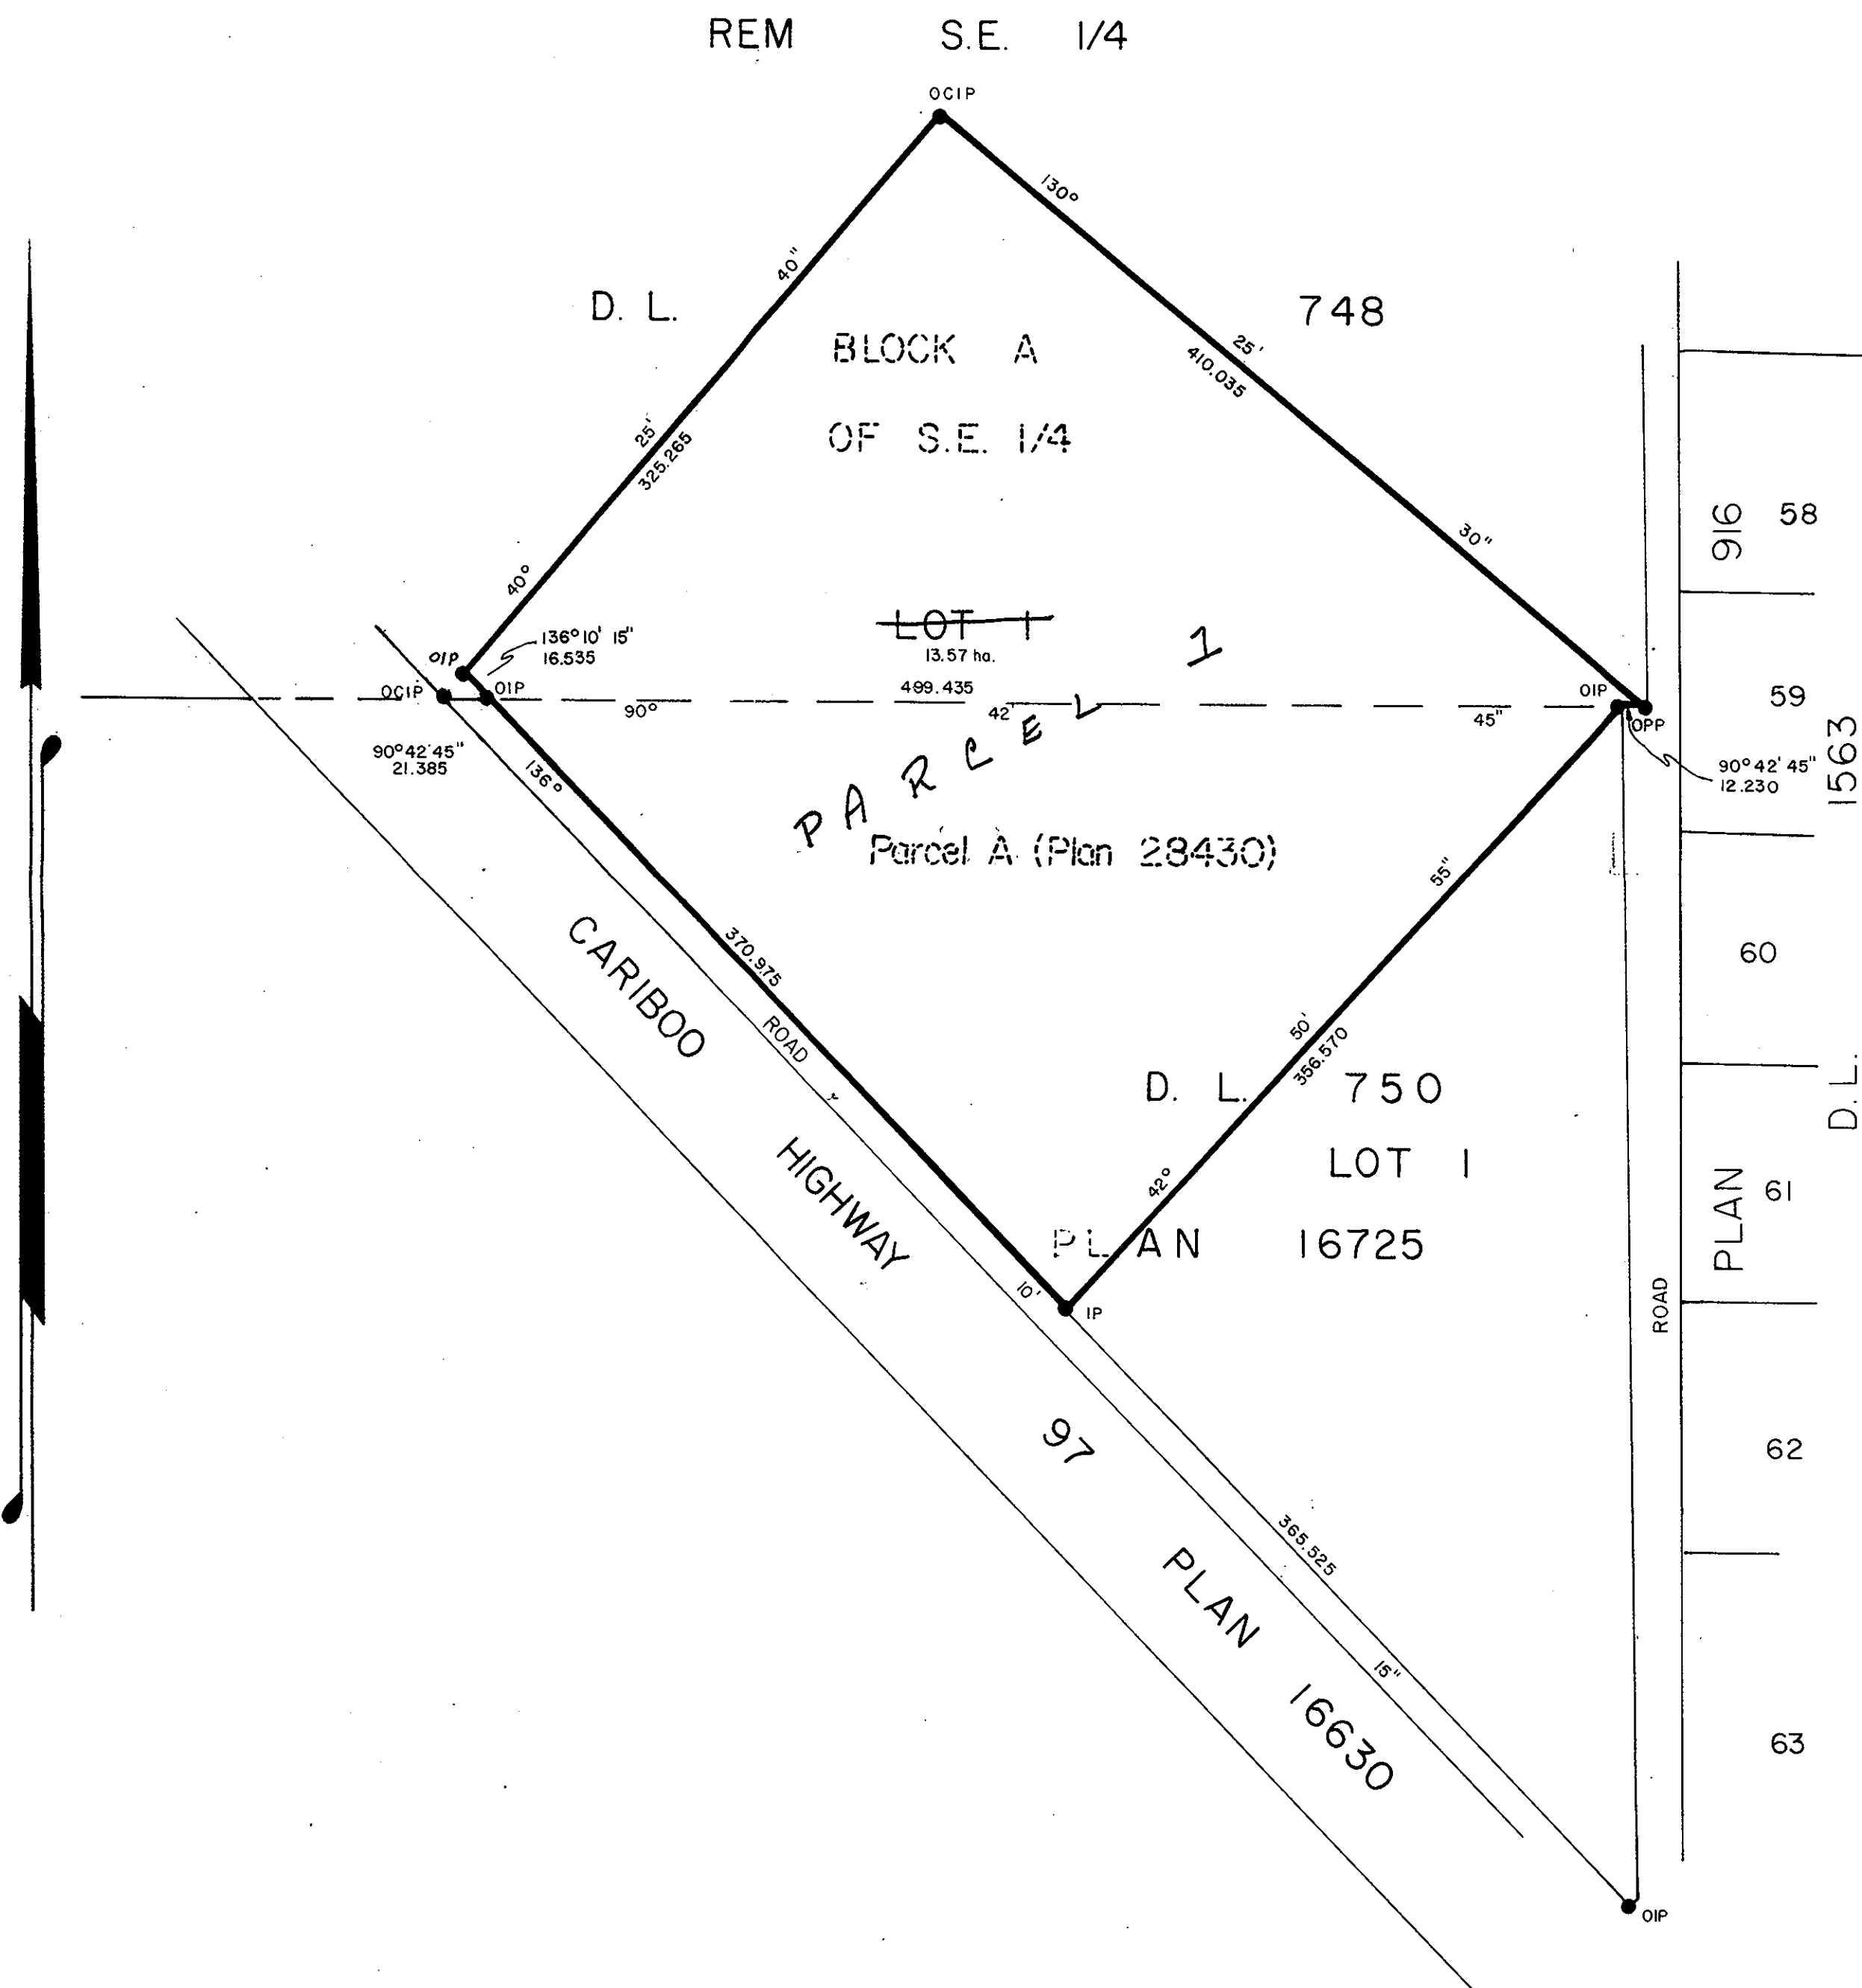 REM S.E. 1/4
OCIP
130°
40"
D. L.
748
BLOCK A
25'
410.035
OF S.E. 1/4
25'
325.265
916
58
30"
40°
LOT 1
13.57 ha.
136°10' 15"
16.535
OIP
OCIP
OIP
499.435
90°
42'
45"
OIP
OPP
59
PARCEL 1
90°42'45"
21.385
90°42'45"
12.230
1563
136°
Parcel A (Plan 28430)
55"
370.975
CARIBOO
ROAD
60
50'
356.570
D. L. 750
D.L.
LOT 1
HIGHWAY
42°
PLAN
61
PLAN 16725
10'
IP
ROAD
97
62
365.525
PLAN
15"
16630
63
OIP